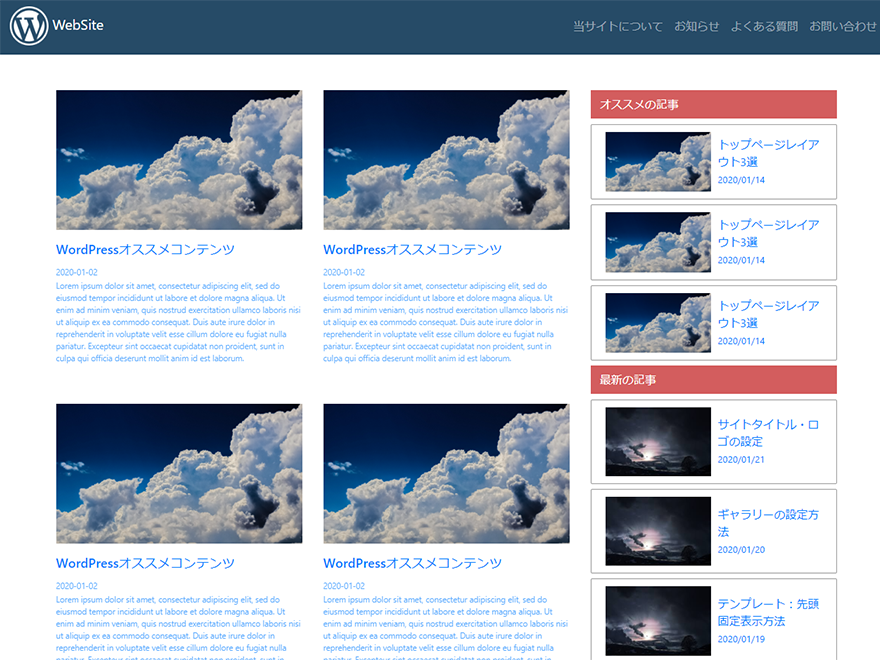 WebSite
当サイトについて お知らせ よくある質問 お問い合わせ
WordPressオススメコンテンツ
2020-01-02
Lorem ipsum dolor sit amet, consectetur adipiscing elit, sed do
eiusmod tempor incididunt ut labore et dolore magna aliqua. Ut
enim ad minim veniam, quis nostrud exercitation ullamco laboris nisi
ut aliquip ex ea commodo consequat. Duis aute irure dolor in
reprehenderit in voluptate velit esse cillum dolore eu fugiat nulla
pariatur. Excepteur sint occaecat cupidatat non proident, sunt in
culpa qui officia deserunt mollit anim id est laborum.
WordPressオススメコンテンツ
2020-01-02
Lorem ipsum dolor sit amet, consectetur adipiscing elit, sed do
eiusmod tempor incididunt ut labore et dolore magna aliqua. Ut
enim ad minim veniam, quis nostrud exercitation ullamco laboris nisi
ut aliquip ex ea commodo consequat. Duis aute irure dolor in
reprehenderit in voluptate velit esse cillum dolore eu fugiat nulla
pariatur. Excepteur sint occaecat cupidatat non proident, sunt in
culpa qui officia deserunt mollit anim id est laborum.
WordPressオススメコンテンツ
2020-01-02
Lorem ipsum dolor sit amet, consectetur adipiscing elit, sed do
eiusmod tempor incididunt ut labore et dolore magna aliqua. Ut
enim ad minim veniam, quis nostrud exercitation ullamco laboris nisi
ut aliquip ex ea commodo consequat. Duis aute irure dolor in
reprehenderit in voluptate velit esse cillum dolore eu fugiat nulla
WordPressオススメコンテンツ
2020-01-02
Lorem ipsum dolor sit amet, consectetur adipiscing elit, sed do
eiusmod tempor incididunt ut labore et dolore magna aliqua. Ut
enim ad minim veniam, quis nostrud exercitation ullamco laboris nisi
ut aliquip ex ea commodo consequat. Duis aute irure dolor in
reprehenderit in voluptate velit esse cillum dolore eu fugiat nulla
オススメの記事
トップページレイア
ウト3選
2020/01/14
トップページレイア
ウト3選
2020/01/14
トップページレイア
ウト3選
2020/01/14
最新の記事
サイトタイトル・ロ
ゴの設定
2020/01/21
ギャラリーの設定方
法
2020/01/20
テンプレート：先頭
固定表示方法
2020/01/19